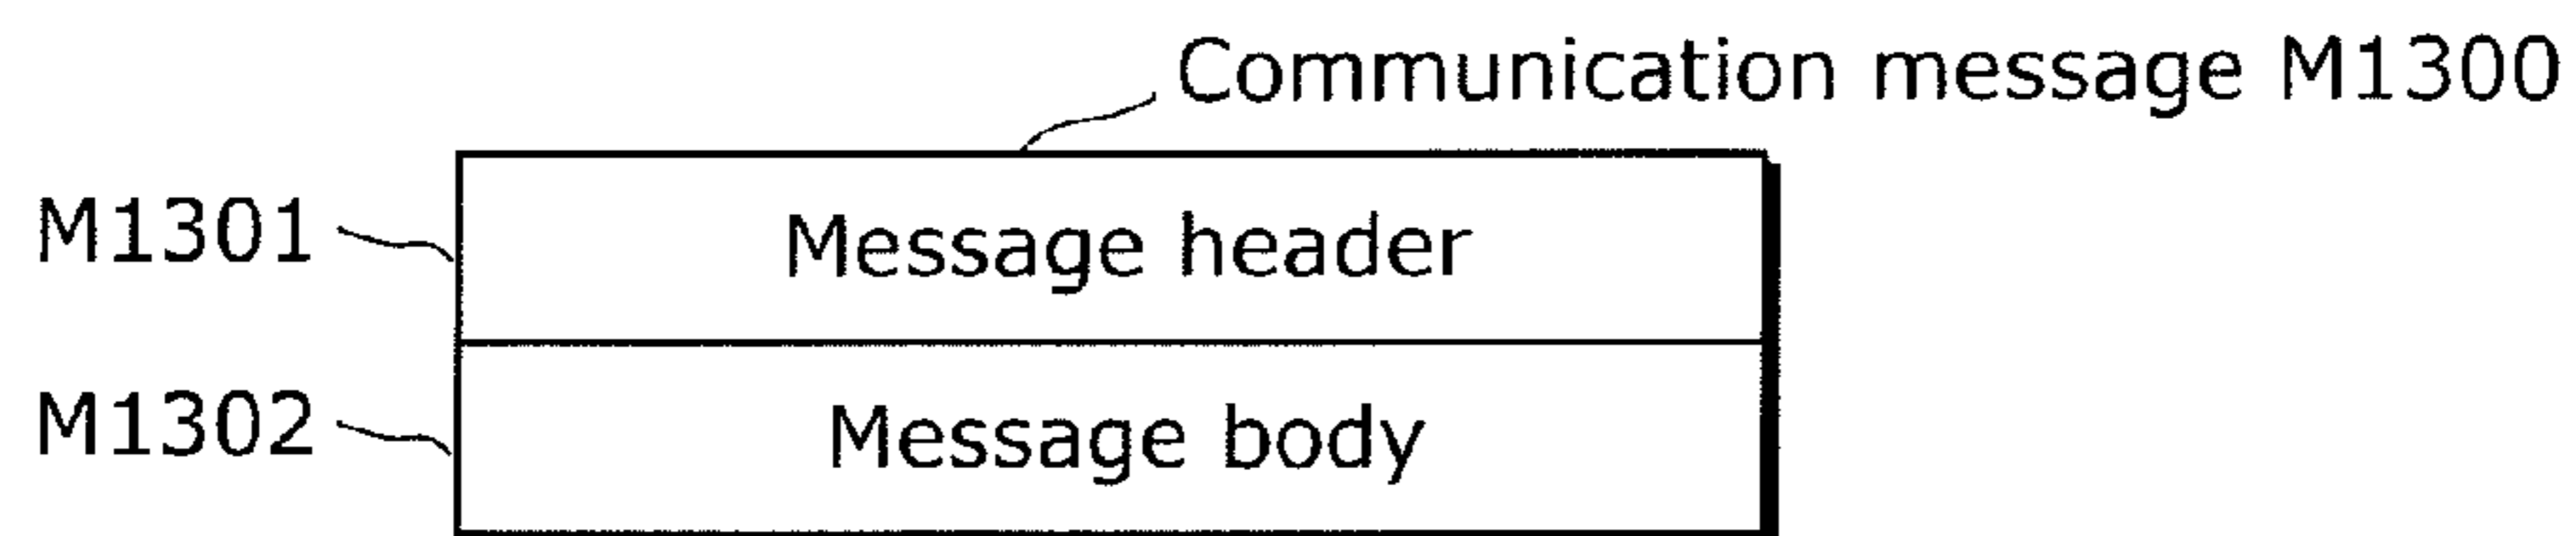 Communication message M1300
M1301 Message header
M1302 Message body